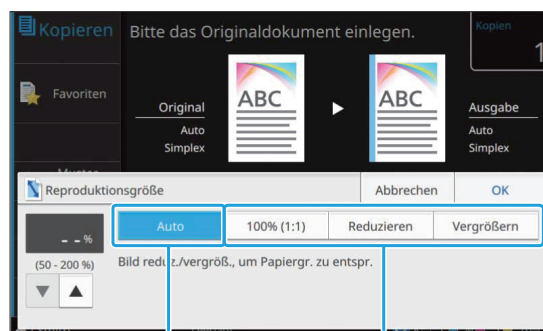 Kopieren
Bitte das Originaldokument einlegen.
Kopien
1
Favoriten
ABC
ABC
Original
Auto
Simplex
Ausgabe
Auto
Simplex
Muster
Reproduktionsgröße
Abbrechen
OK
- - %
Auto
100% (1:1)
Reduzieren
Vergrößern
(50 - 200 %)
Bild reduz./vergröß., um Papiergr. zu entspr.